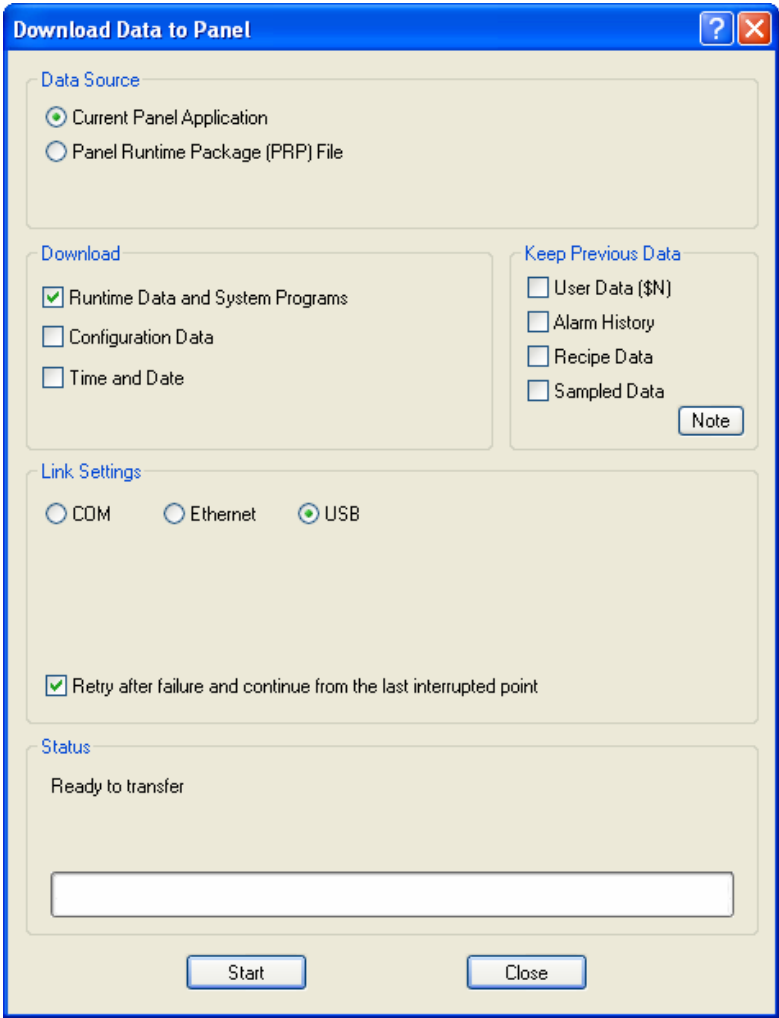 Download Data to Panel
Data Source
Current Panel Application
Panel Runtime Package (PRP) File
Download
Runtime Data and System Programs
Configuration Data
Time and Date
Keep Previous Data
User Data ($N)
Alarm History
Recipe Data
Sampled Data
Note
Link Settings
COM Ethernet USB
Retry after failure and continue from the last interrupted point
Status
Ready to transfer
Start Close